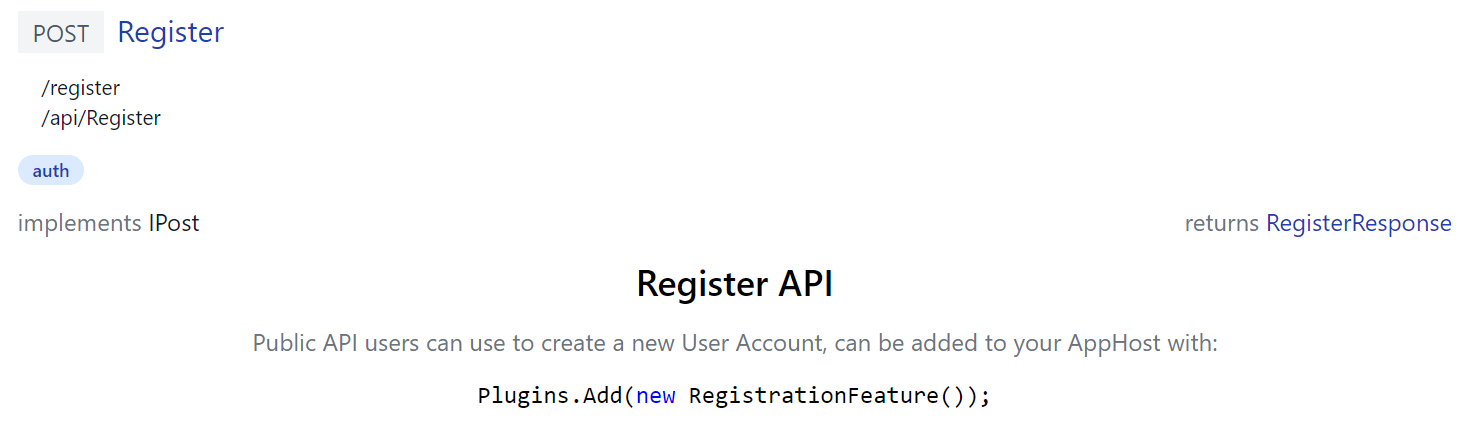 POST Register
/register
/api/Register
auth
implements IPost returns RegisterResponse
Register API
Public API users can use to create a new User Account, can be added to your AppHost with:
Plugins.Add(new RegistrationFeature());